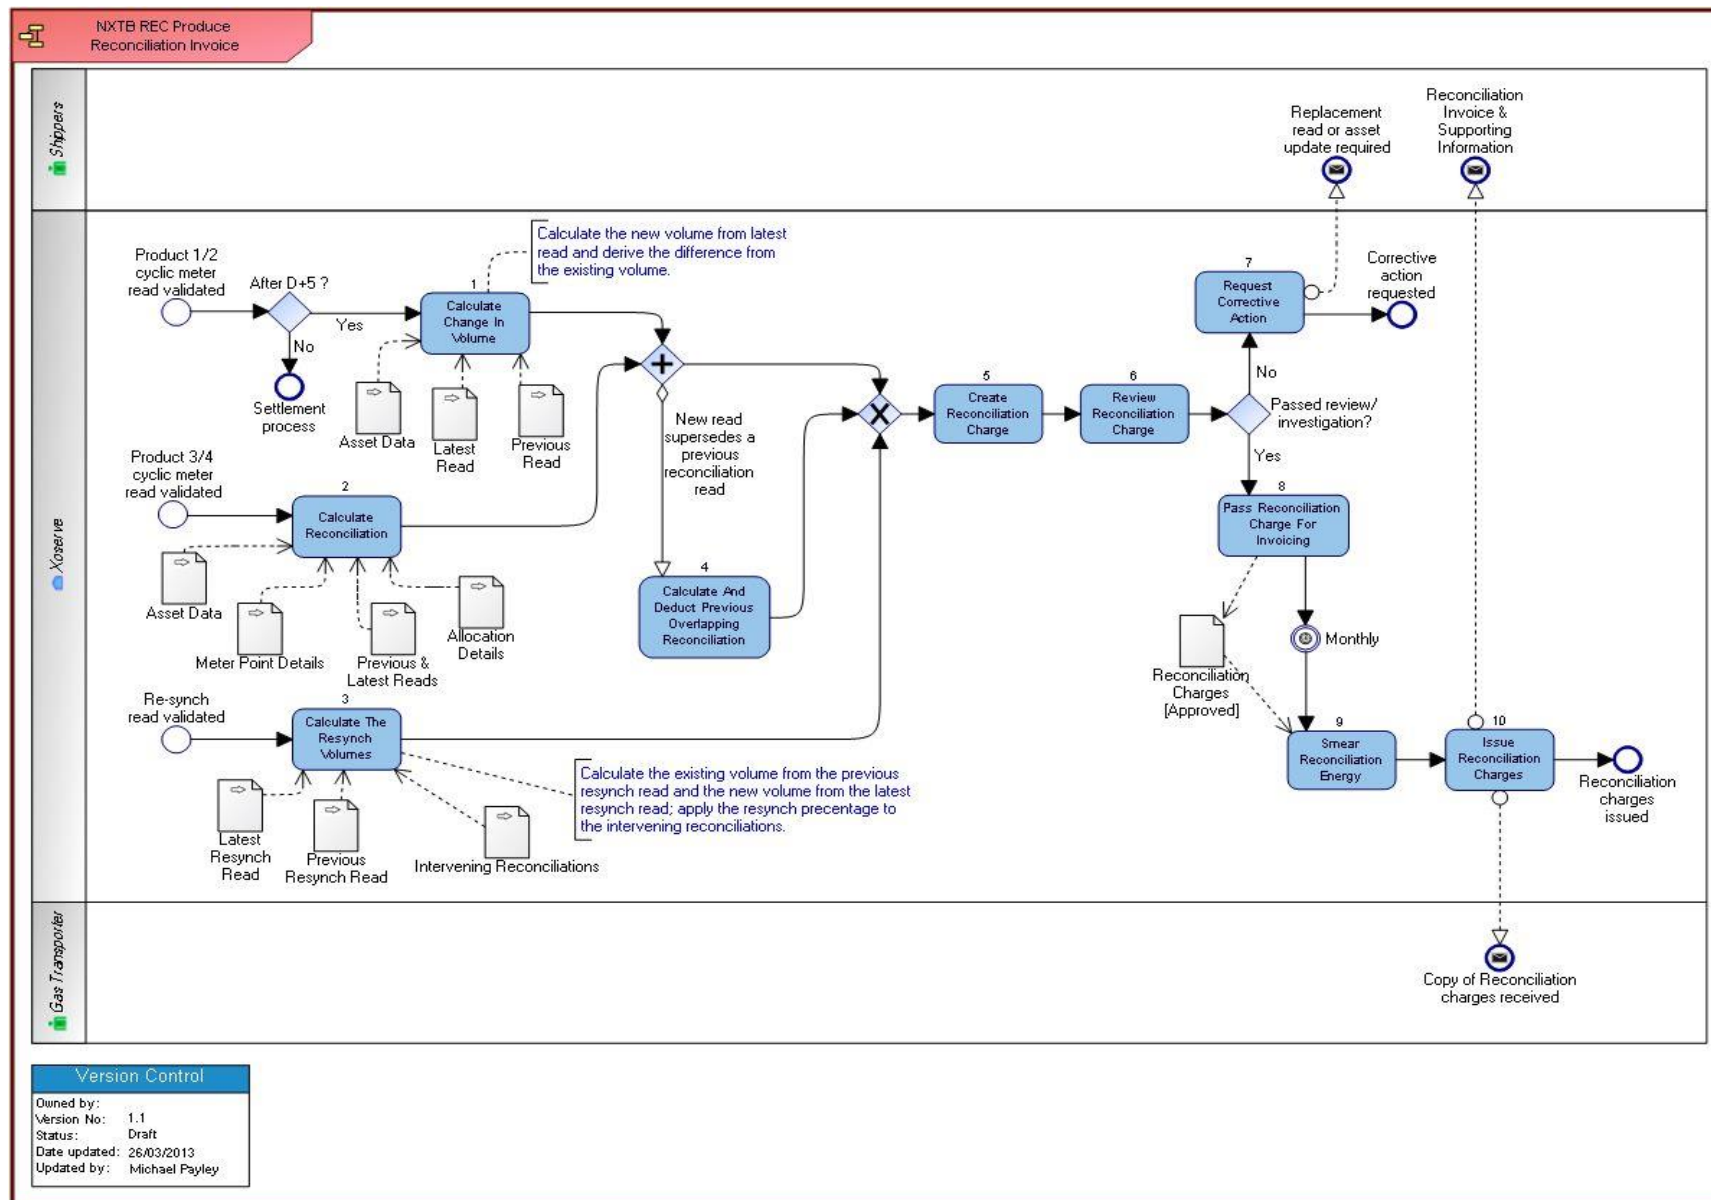 NXTB REC Produce
Reconciliation Invoice
Shippers
Replacement
read or asset
update required
Reconciliation
Invoice &
Supporting
Information
Xoserve
Product 1/2
cyclic meter
read validated
After D+5 ?
Yes
No
Settlement
process
1
Calculate
Change In
Volume
Calculate the new volume from latest
read and derive the difference from
the existing volume.
Asset Data
Latest
Read
Previous
Read
Product 3/4
cyclic meter
read validated
2
Calculate
Reconciliation
Asset Data
Meter Point Details
Previous &
Latest Reads
Allocation
Details
Re-synch
read validated
3
Calculate The
Resynch
Volumes
Latest
Resynch
Read
Previous
Resynch Read
Intervening Reconciliations
Calculate the existing volume from the previous
resynch read and the new volume from the latest
resynch read; apply the resynch precentage to
the intervening reconciliations.
New read
supersedes a
previous
reconciliation
read
4
Calculate And
Deduct Previous
Overlapping
Reconciliation
5
Create
Reconciliation
Charge
6
Review
Reconciliation
Charge
Passed review/
investigation?
No
Yes
7
Request
Corrective
Action
Corrective
action
requested
8
Pass Reconciliation
Charge For
Invoicing
Monthly
Reconciliation
Charges
[Approved]
9
Smear
Reconciliation
Energy
10
Issue
Reconciliation
Charges
Reconciliation
charges
issued
Gas Transporter
Copy of Reconciliation
charges received
Version Control
Owned by:
Version No: 1.1
Status: Draft
Date updated: 26/03/2013
Updated by: Michael Payley